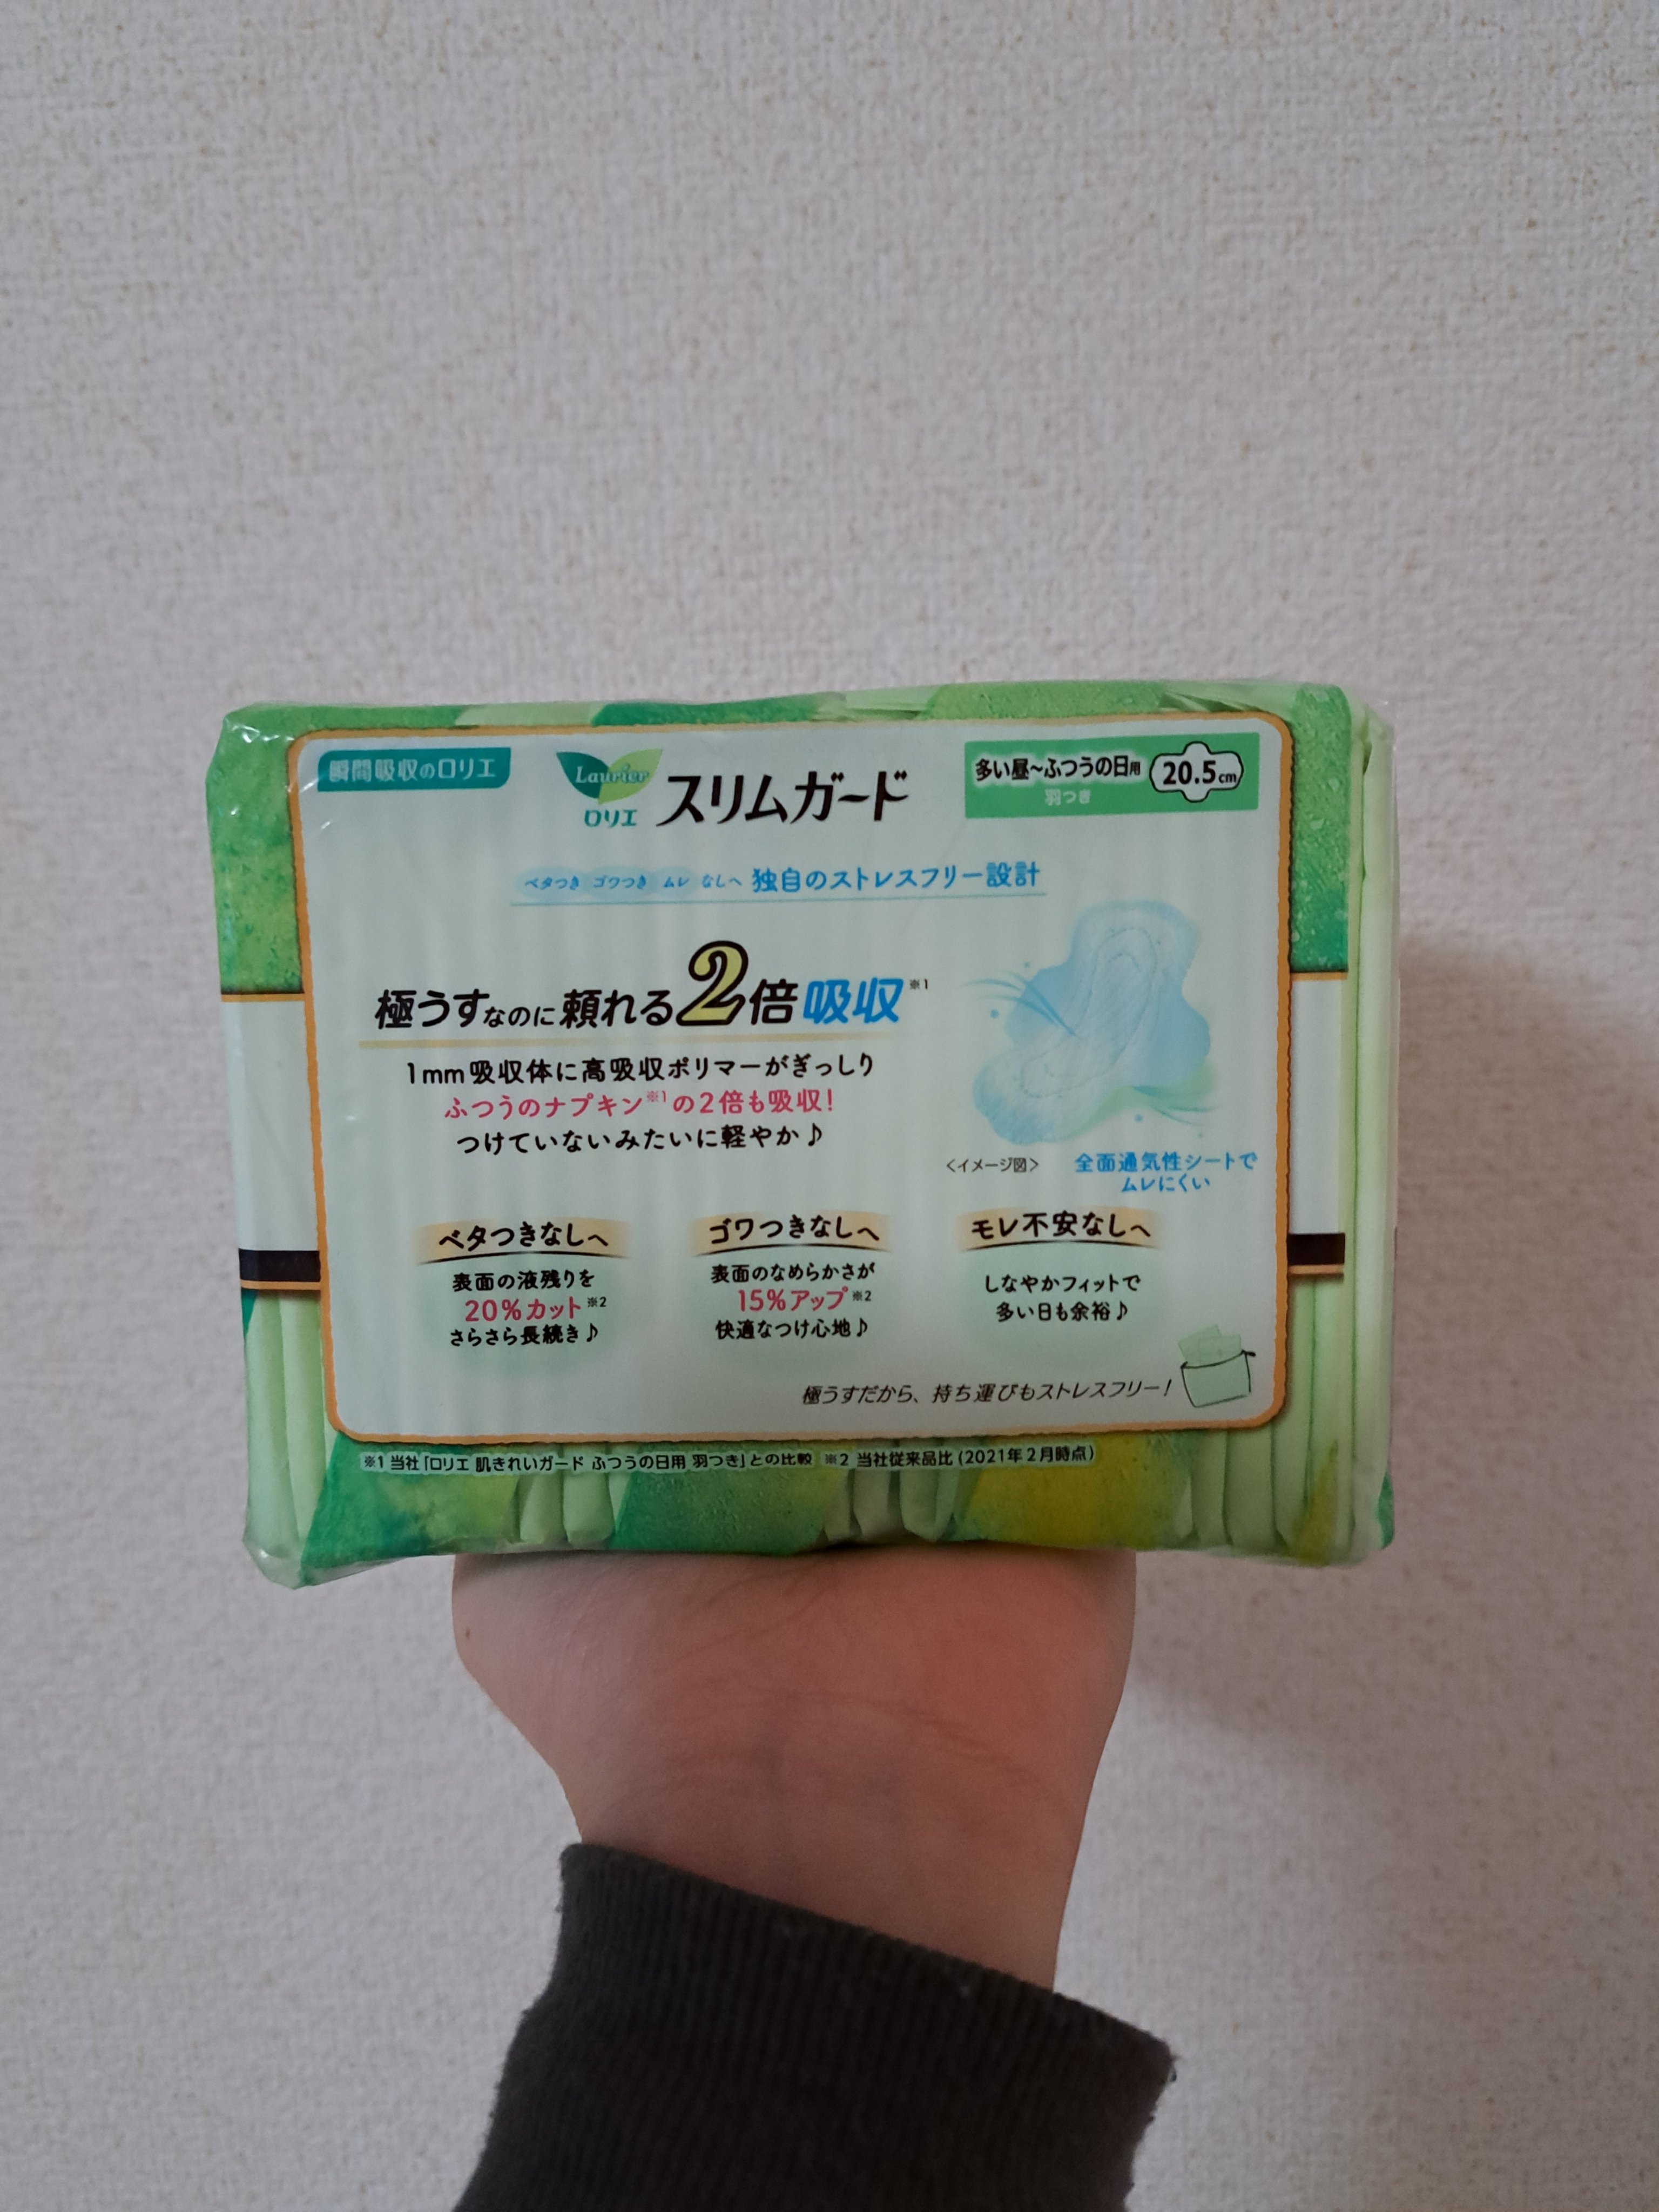 瞬間吸収のロリエ
Laurier
ロリエ
スリムガード
多い昼~ふつうの日用
羽つき
20.5cm
ベタつき ゴワつき ムレ なしへ 独自のストレスフリー設計
極うすなのに頼れる2倍吸収※1
1mm吸収体に高吸収ポリマーがぎっしり
ふつうのナプキン※1の2倍も吸収!
つけていないみたいに軽やか♪
<イメージ図>
全面通気性シートで
ムレにくい
ベタつきなしへ
表面の液残りを
20%カット※2
さらさら長続き♪
ゴワつきなしへ
表面のなめらかさが
15%アップ※2
快適なつけ心地♪
モレ不安なしへ
しなやかフィットで
多い日も余裕♪
極うすだから、持ち運びもストレスフリー!
※1 当社「ロリエ 肌きれいガード ふつうの日用 羽つき」との比較 ※2 当社従来品比(2021年2月時点)